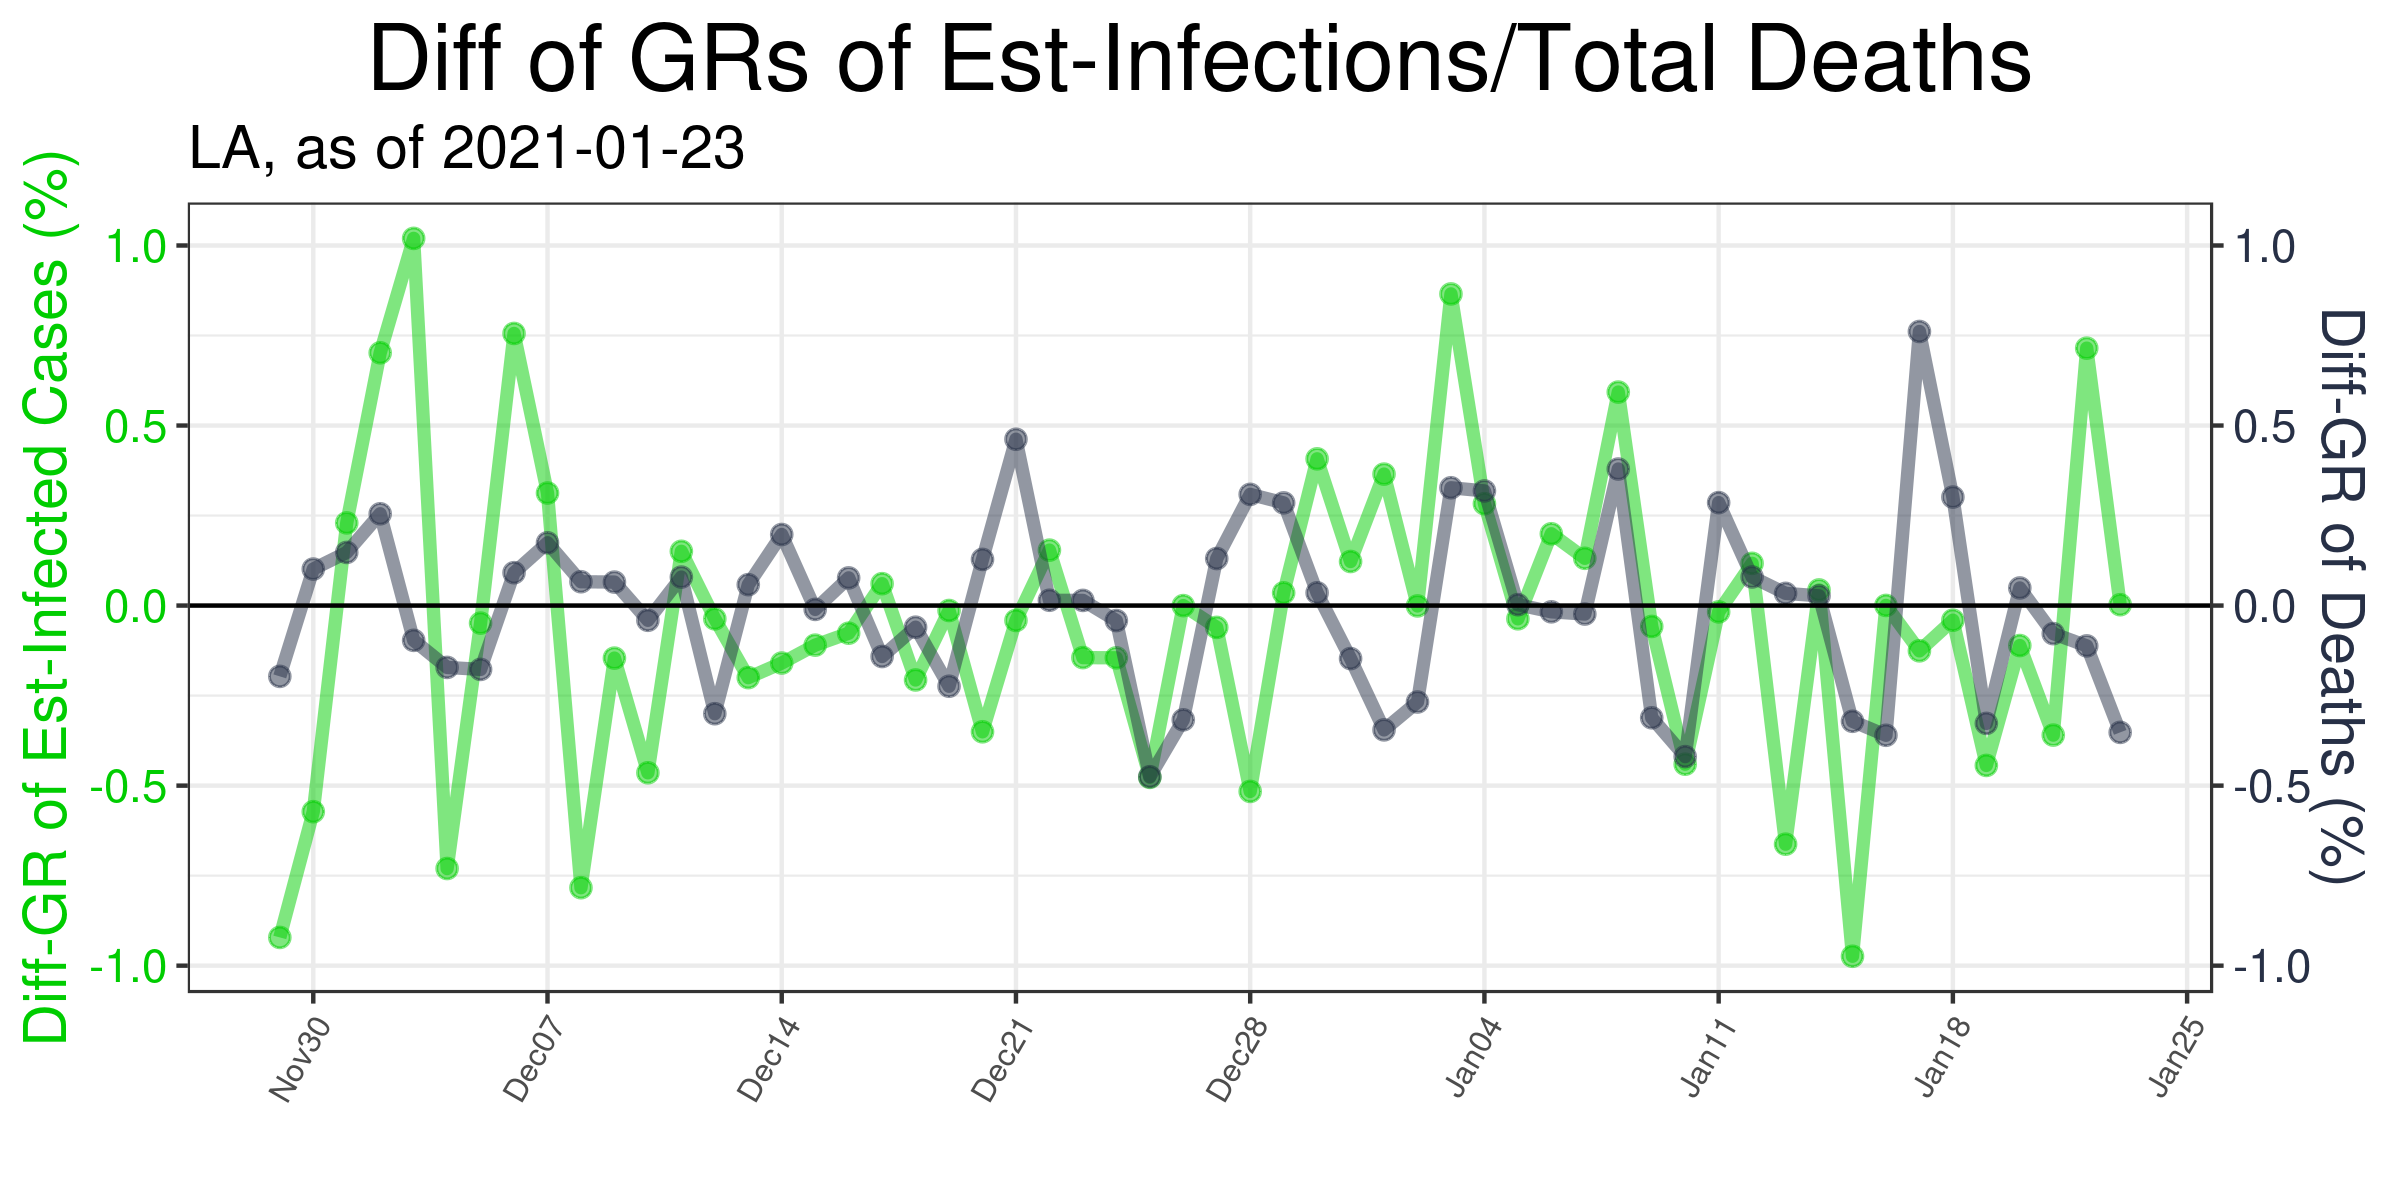 Diff of GRs of Est-Infections/Total Deaths
LA, as of 2021-01-23
Diff-GR of Est-Infected Cases (%)
1.0
0.5
0.0
-0.5
-1.0
1.0
0.5
0.0
-0.5
-1.0
Diff-GR of Deaths (%)
Nov30
Dec07
Dec14
Dec21
Dec28
Jan04
Jan11
Jan18
Jan25